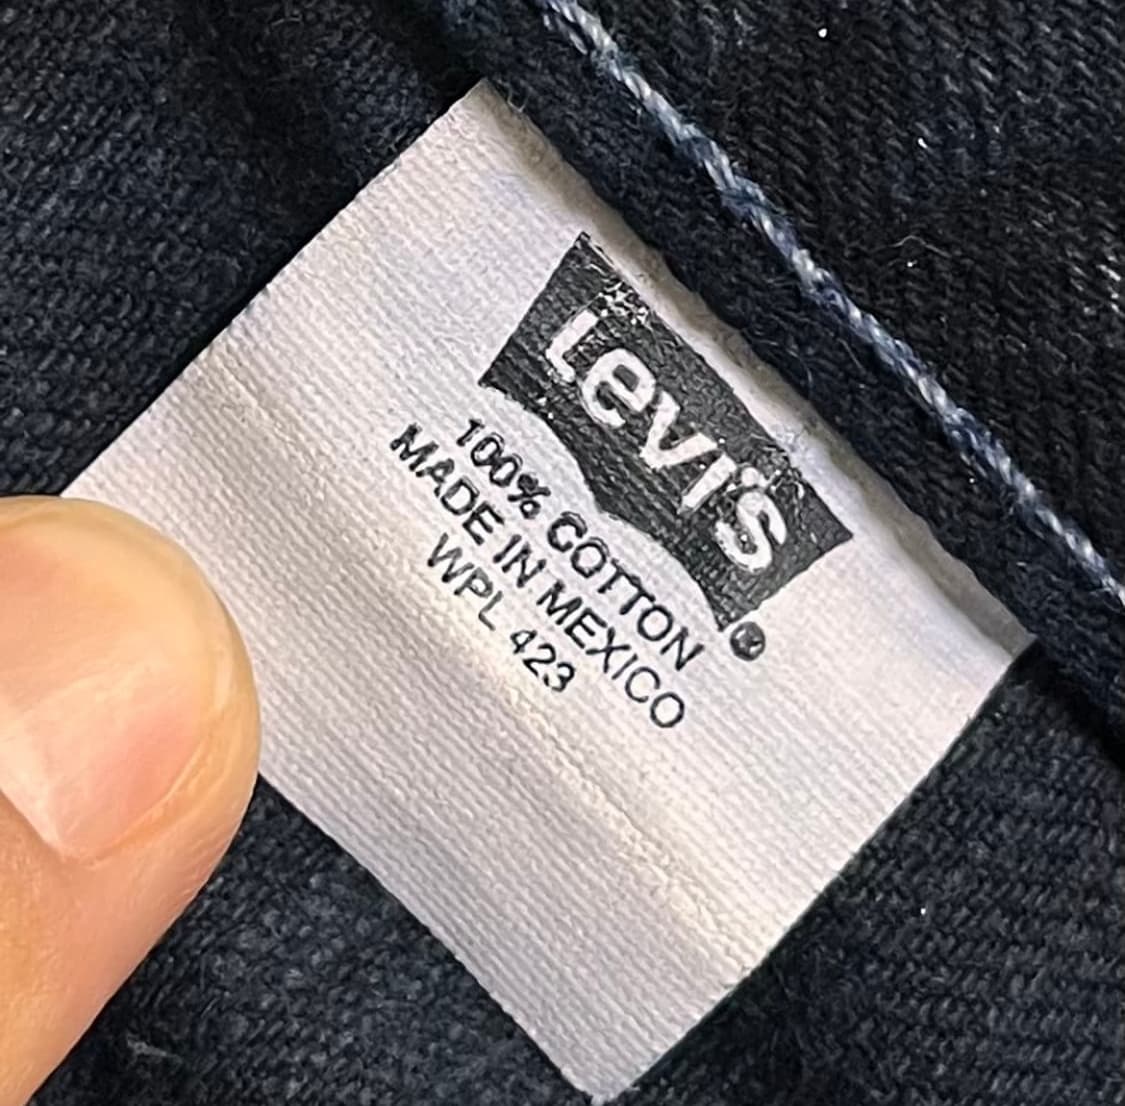 Levi's
®
100% COTTON
MADE IN MEXICO
WPL 423